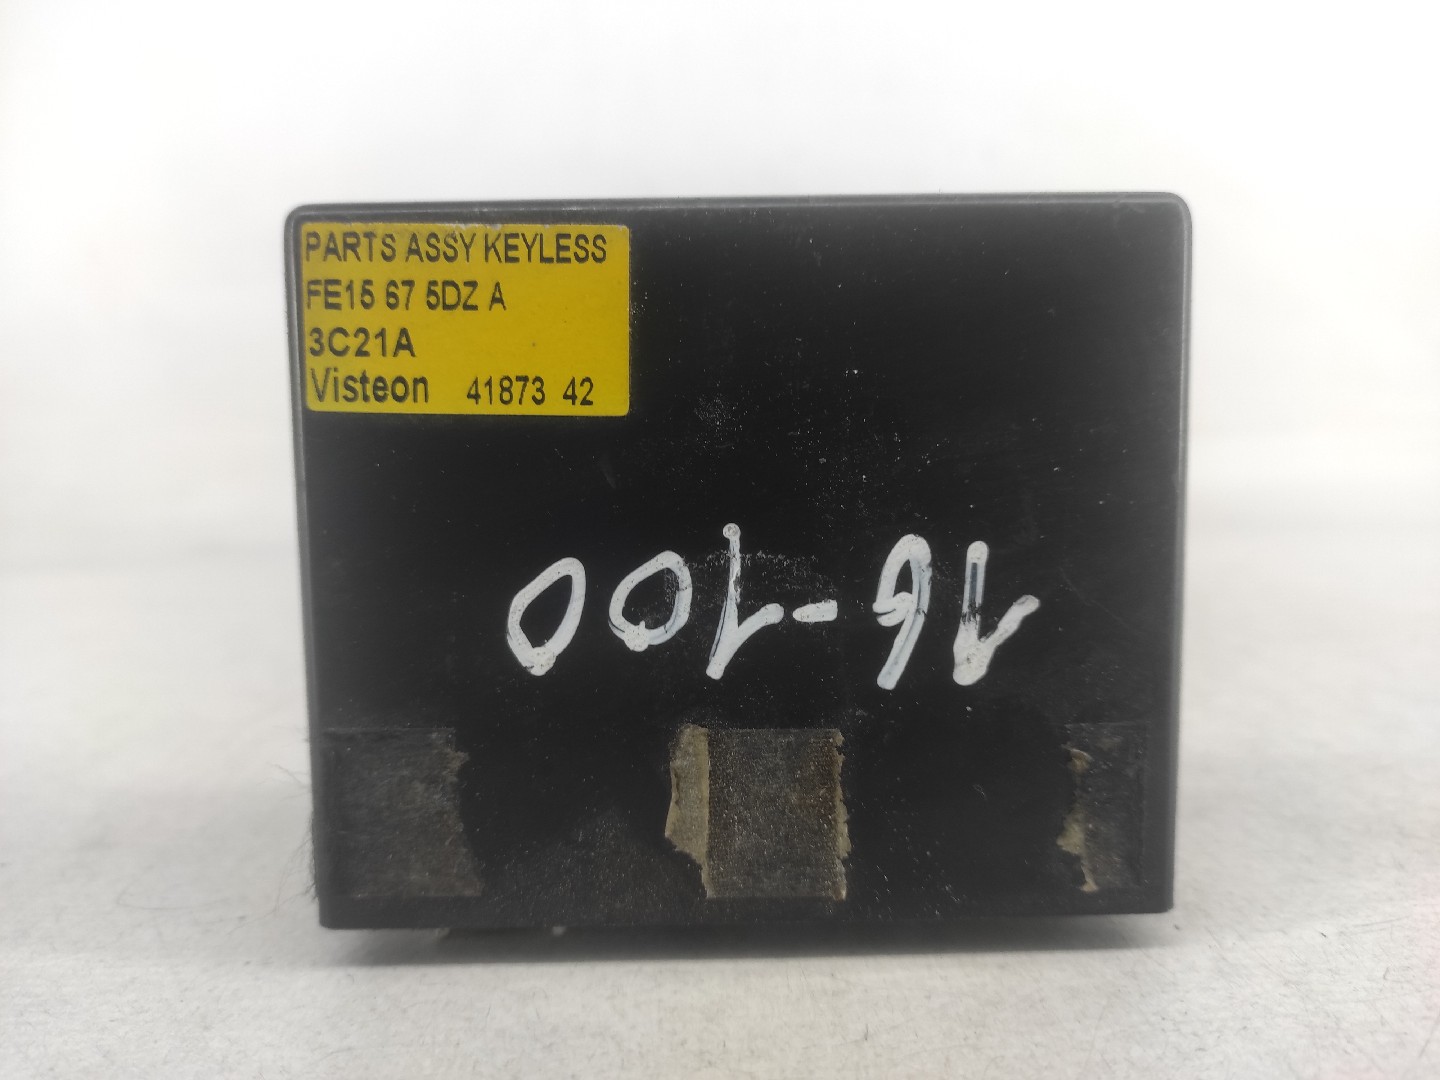 PARTS ASSY KEYLESS
FE15 67 5DZ A
3C21A
Visteon 41873 42
16-100